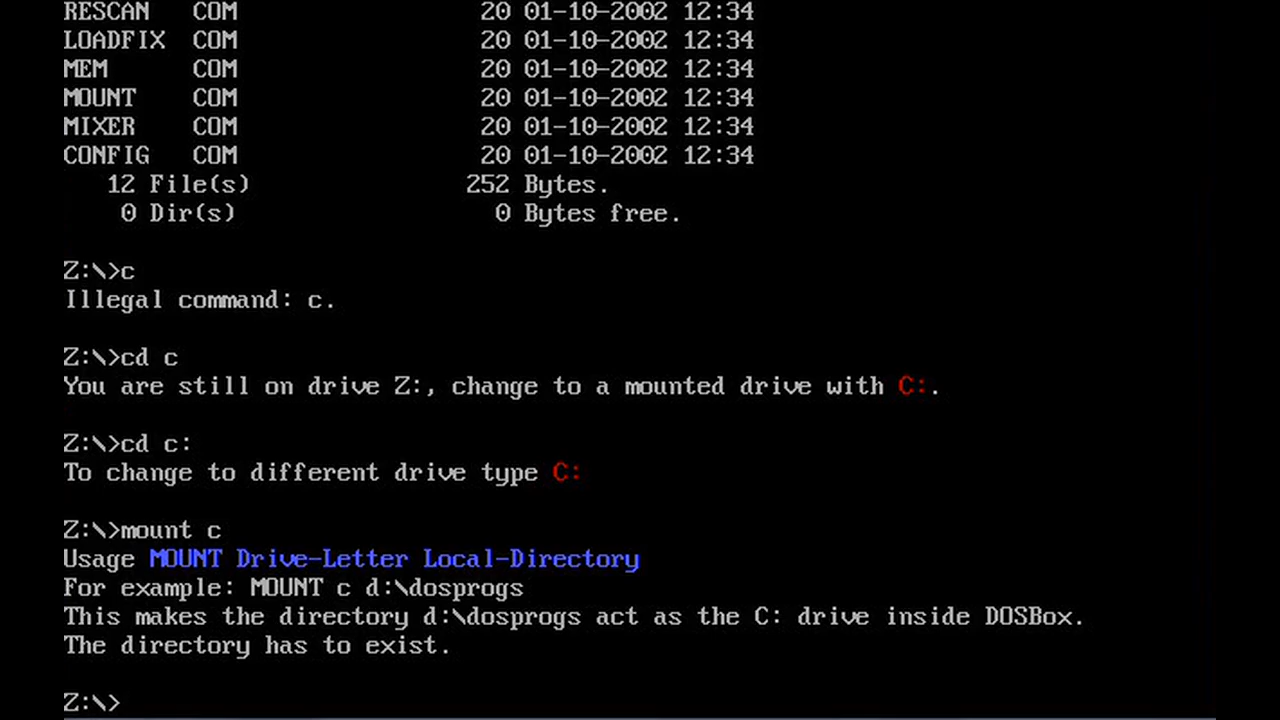 RESCAN   COM                 20 01-10-2002 12:34
LOADFIX  COM                 20 01-10-2002 12:34
MEM      COM                 20 01-10-2002 12:34
MOUNT    COM                 20 01-10-2002 12:34
MIXER    COM                 20 01-10-2002 12:34
CONFIG   COM                 20 01-10-2002 12:34
   12 File(s)               252 Bytes.
    0 Dir(s)                  0 Bytes free.
Z:\>c
Illegal command: c.
Z:\>cd c
You are still on drive Z:, change to a mounted drive with C:.
Z:\>cd c:
To change to different drive type C:
Z:\>mount c
Usage MOUNT Drive-Letter Local-Directory
For example: MOUNT c d:\dosprogs
This makes the directory d:\dosprogs act as the C: drive inside DOSBox.
The directory has to exist.
Z:\>